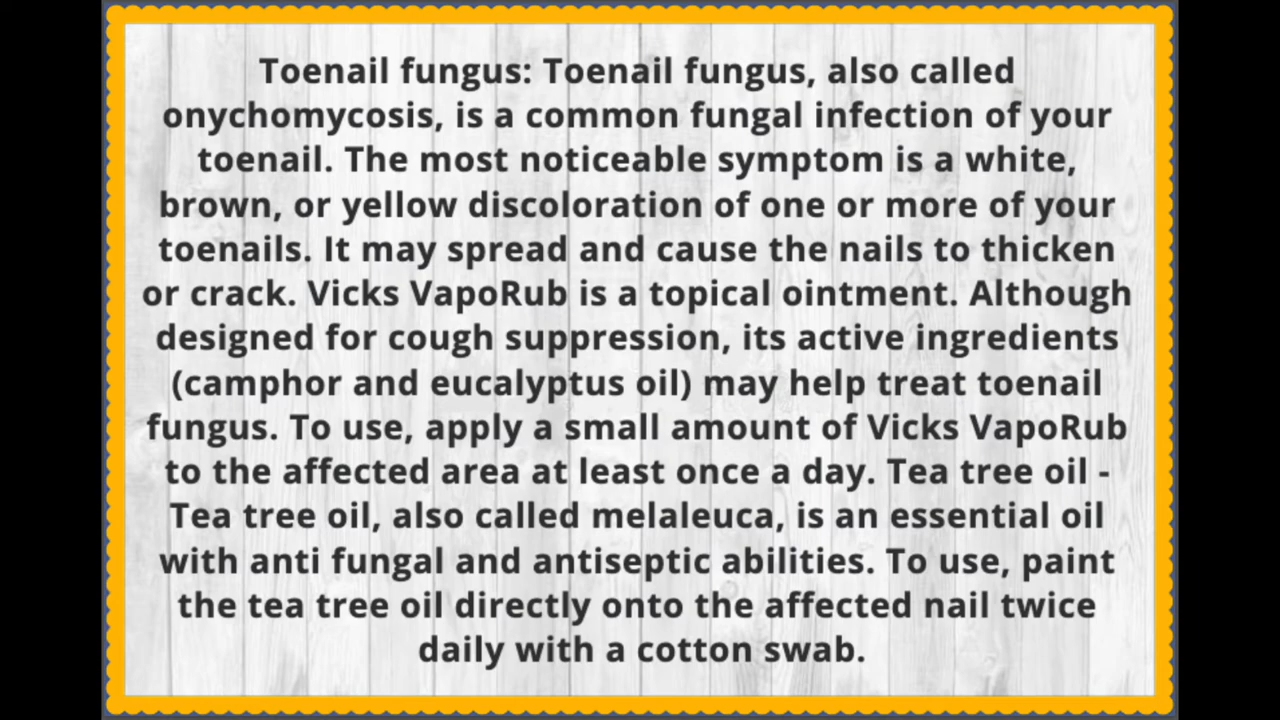 Toenail fungus: Toenail fungus, also called
onychomycosis, is a common fungal infection of your
toenail. The most noticeable symptom is a white,
brown, or yellow discoloration of one or more of your
toenails. It may spread and cause the nails to thicken
or crack. Vicks VapoRub is a topical ointment. Although
designed for cough suppression, its active ingredients
(camphor and eucalyptus oil) may help treat toenail
fungus. To use, apply a small amount of Vicks VapoRub
to the affected area at least once a day. Tea tree oil -
Tea tree oil, also called melaleuca, is an essential oil
with anti fungal and antiseptic abilities. To use, paint
the tea tree oil directly onto the affected nail twice
daily with a cotton swab.